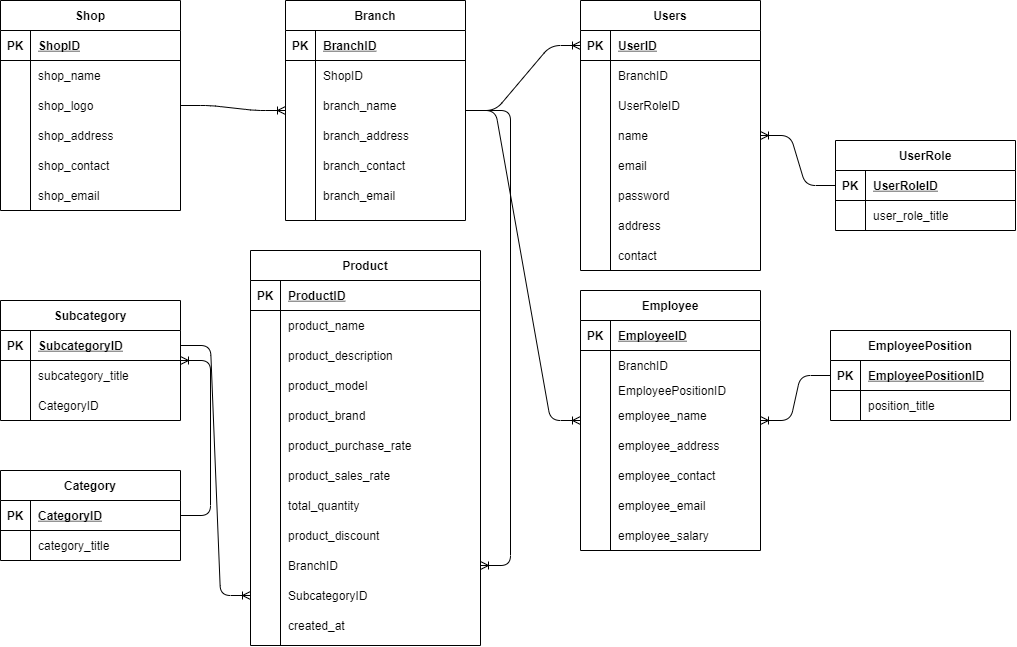 Shop
PK ShopID
shop_name
shop_logo
shop_address
shop_contact
shop_email
Branch
PK BranchID
ShopID
branch_name
branch_address
branch_contact
branch_email
Users
PK UserID
BranchID
UserRoleID
name
email
password
address
contact
UserRole
PK UserRoleID
user_role_title
Subcategory
PK SubcategoryID
subcategory_title
CategoryID
Category
PK CategoryID
category_title
Product
PK ProductID
product_name
product_description
product_model
product_brand
product_purchase_rate
product_sales_rate
total_quantity
product_discount
BranchID
SubcategoryID
created_at
Employee
PK EmployeeID
BranchID
EmployeePositionID
employee_name
employee_address
employee_contact
employee_email
employee_salary
EmployeePosition
PK EmployeePositionID
position_title